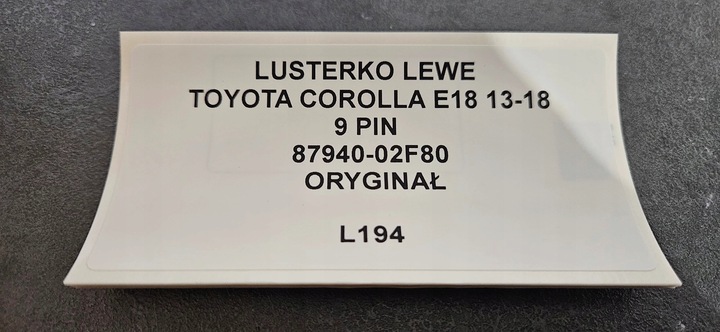 LUSTERKO LEWE
TOYOTA COROLLA E18 13-18
9 PIN
87940-02F80
ORYGINAŁ
L194